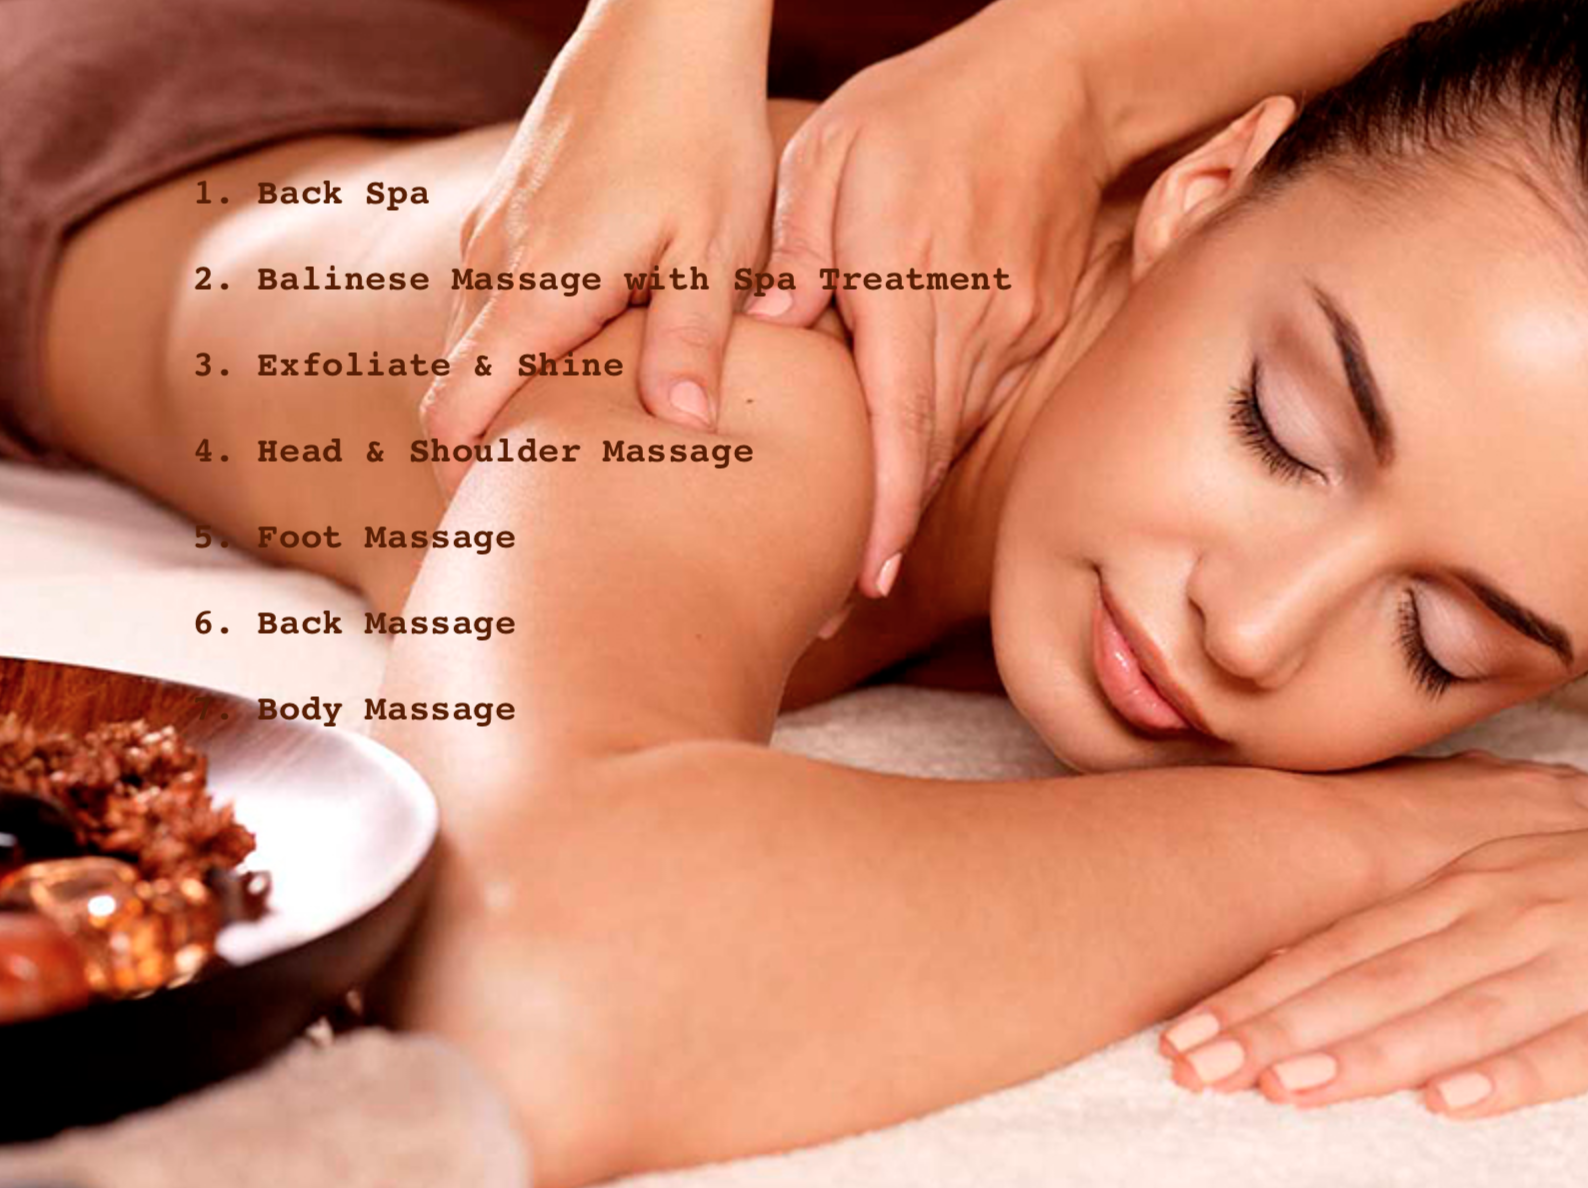 1. Back Spa
2. Balinese Massage with Spa Treatment
3. Exfoliate & Shine
4. Head & Shoulder Massage
5. Foot Massage
6. Back Massage
7. Body Massage